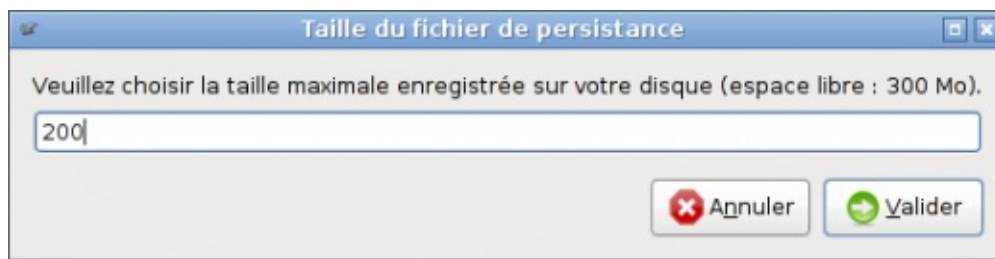 Taille du fichier de persistance
Veuillez choisir la taille maximale enregistrée sur votre disque (espace libre : 300 Mo).
200
Annuler
Valider